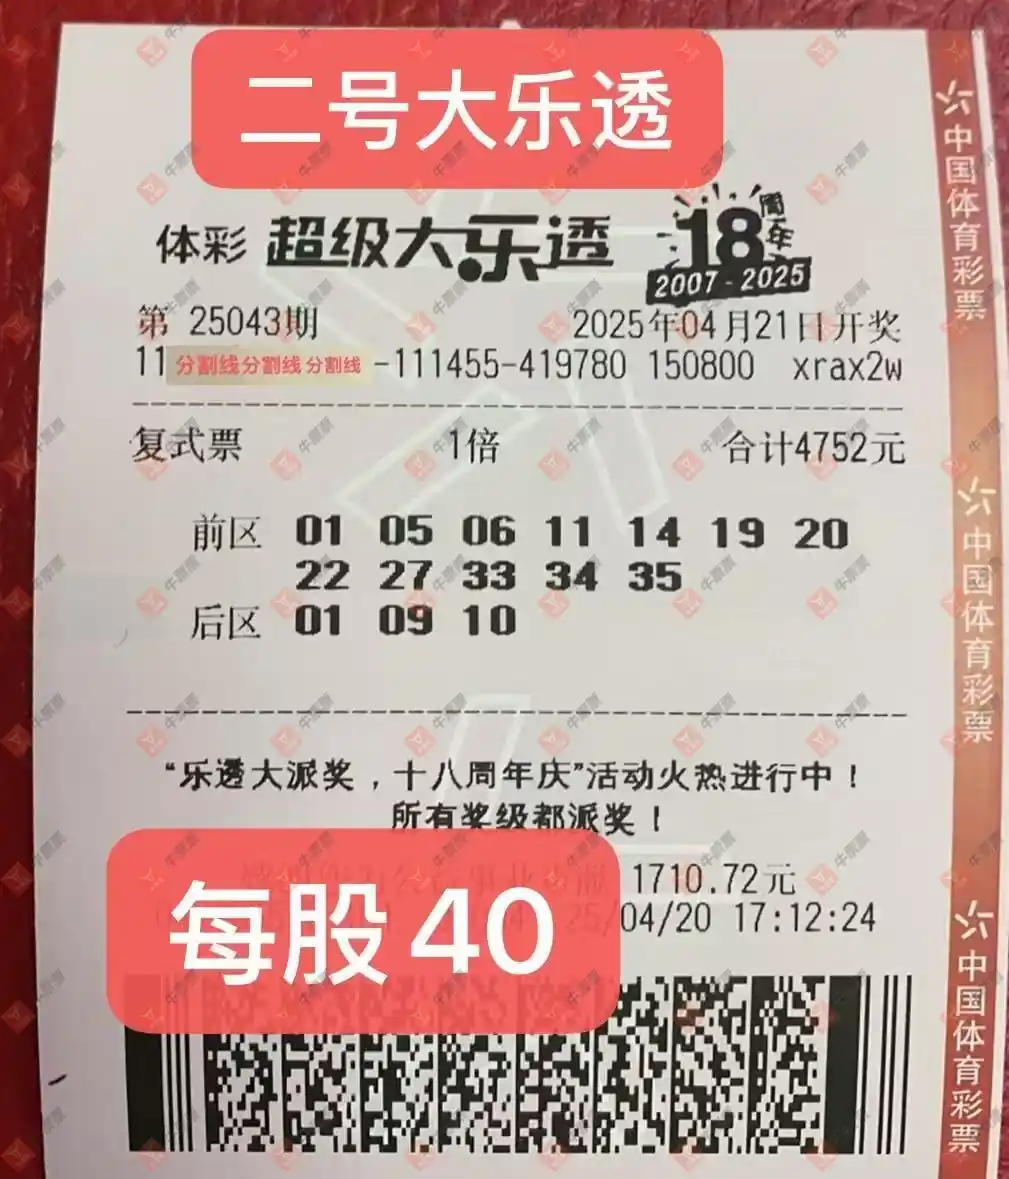 二号大乐透
体彩 超级大乐透 18周年
2007-2025
第 25043期 2025年04月21日开奖
11 分割线分割线分割线 -111455-419780 150800 xrax2w
复式票 1倍 合计4752元
前区 01 05 06 11 14 19 20
22 27 33 34 35
后区 01 09 10
“乐透大派奖，十八周年庆”活动火热进行中！
所有奖级都派奖！
1710.72元
25/04/20 17:12:24
每股40
中国体育彩票
中国体育彩票
中国体育彩票
牛票票